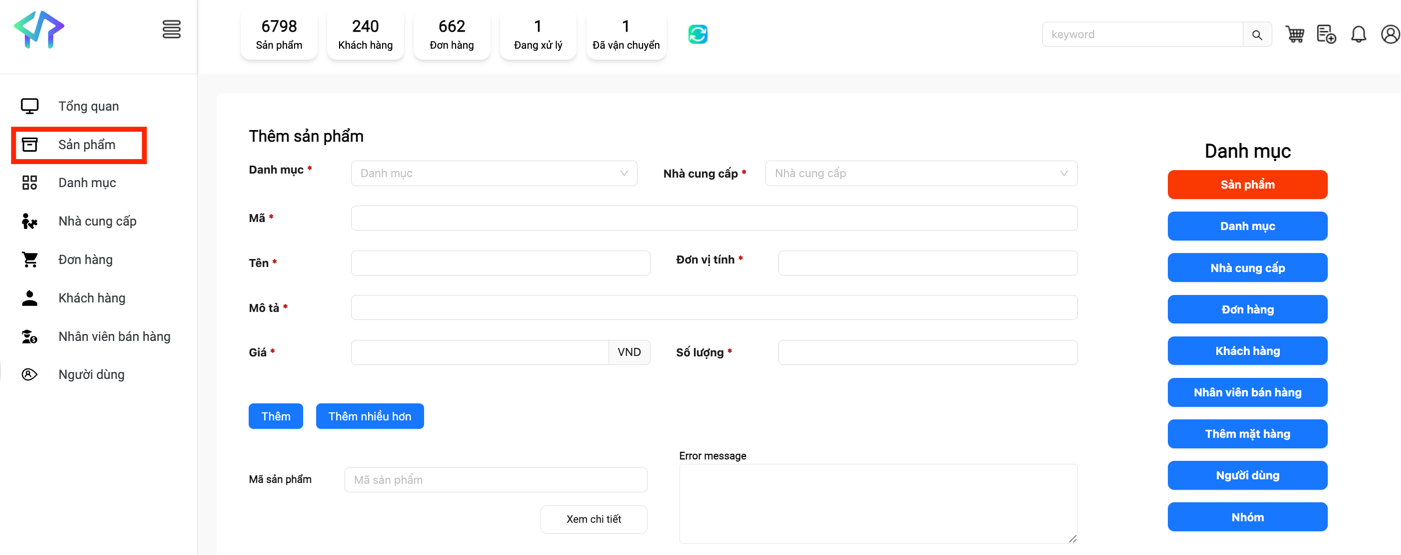 6798
Sản phẩm
240
Khách hàng
662
Đơn hàng
1
Đang xử lý
1
Đã vận chuyển
keyword
Tổng quan
Sản phẩm
Danh mục
Nhà cung cấp
Đơn hàng
Khách hàng
Nhân viên bán hàng
Người dùng
Thêm sản phẩm
Danh mục * Danh mục Nhà cung cấp * Nhà cung cấp
Mã *
Tên * Đơn vị tính *
Mô tả *
Giá * VND Số lượng *
Thêm Thêm nhiều hơn
Mã sản phẩm Mã sản phẩm
Xem chi tiết
Error message
Danh mục
Sản phẩm
Danh mục
Nhà cung cấp
Đơn hàng
Khách hàng
Nhân viên bán hàng
Thêm mặt hàng
Người dùng
Nhóm